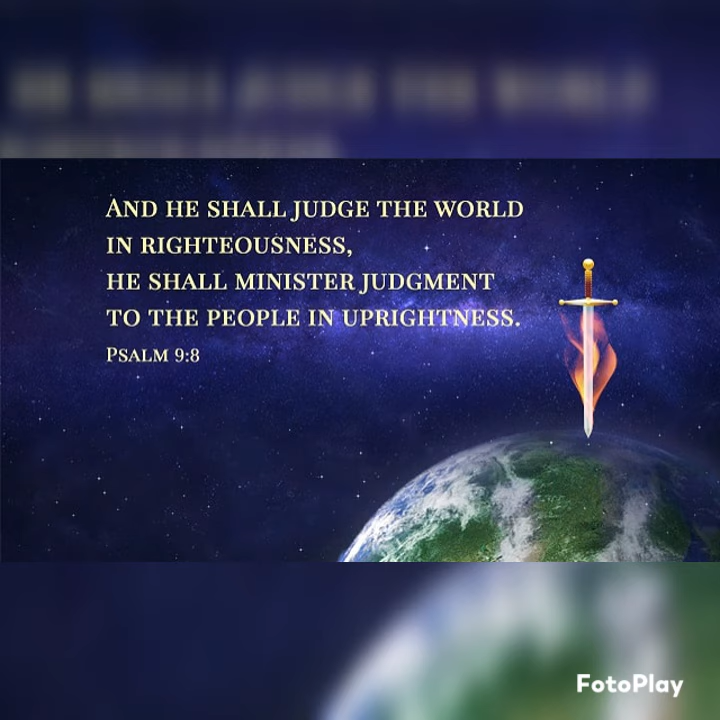 And he shall judge the world
in righteousness,
he shall minister judgment
to the people in uprightness.
Psalm 9:8
FotoPlay